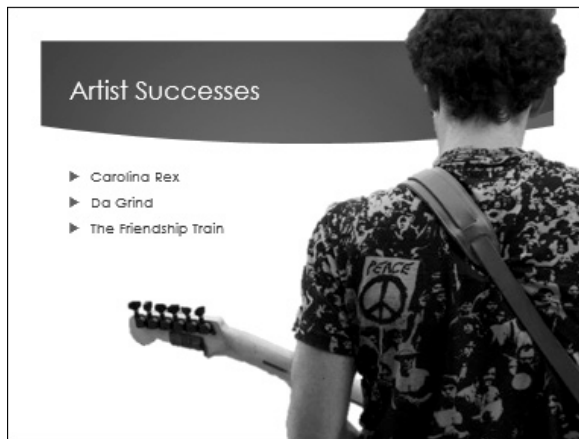 Artist Successes
Carolina Rex
Da Grind
The Friendship Train
PEACE